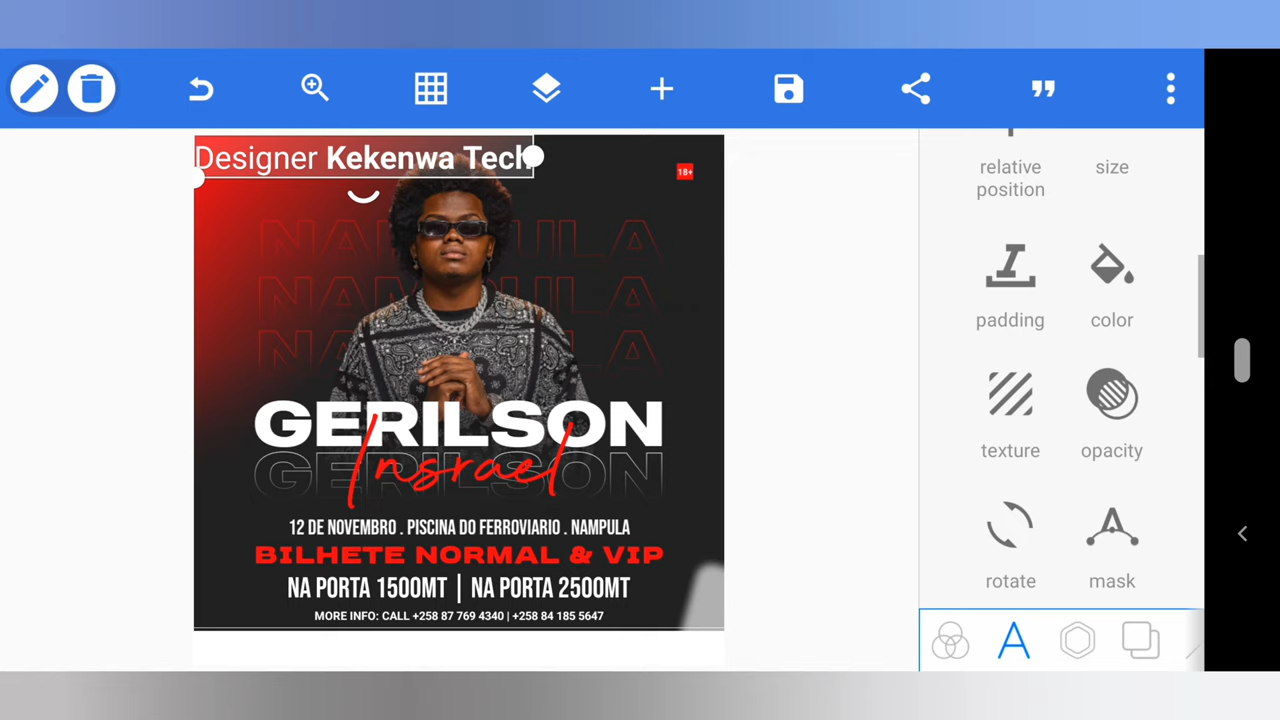 Designer Kekenwa Tech
18+
NAMPULA
NAMPULA
NAMPULA
GERILSON
GERILSON
Insrael
12 DE NOVEMBRO . PISCINA DO FERROVIARIO . NAMPULA
BILHETE NORMAL & VIP
NA PORTA 1500MT | NA PORTA 2500MT
MORE INFO: CALL +258 87 769 4340 | +258 84 185 5647
relative position
size
padding
color
texture
opacity
rotate
mask